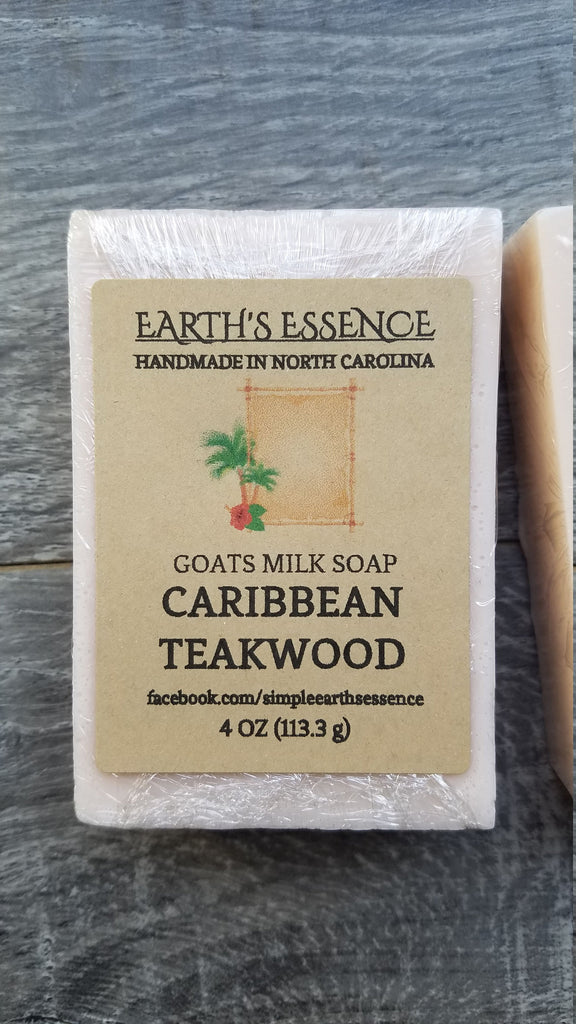 EARTH'S ESSENCE
HANDMADE IN NORTH CAROLINA
GOATS MILK SOAP
CARIBBEAN
TEAKWOOD
facebook.com/simpleearthsessence
4 OZ (113.3 g)